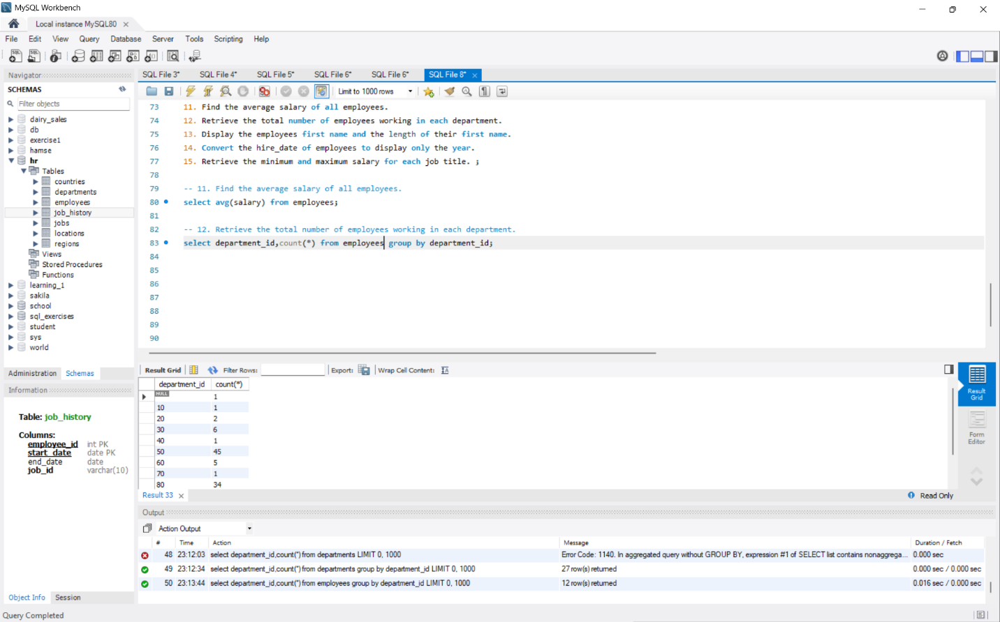 MySQL Workbench
Local instance MySQL80
File Edit View Query Database Server Tools Scripting Help
Navigator
SCHEMAS
Filter objects
dairy_sales
db
exercise1
hamse
hr
Tables
countries
departments
employees
job_history
jobs
locations
regions
Views
Stored Procedures
Functions
learning_1
sakila
school
sql_exercises
student
sys
world
Administration Schemas
Information
Table: job_history
Columns:
employee_id int PK
start_date date PK
end_date date
job_id varchar(10)
Object Info Session
SQL File 3* SQL File 4* SQL File 5* SQL File 6* SQL File 6* SQL File 8*
Limit to 1000 rows
73 11. Find the average salary of all employees.
74 12. Retrieve the total number of employees working in each department.
75 13. Display the employees first name and the length of their first name.
76 14. Convert the hire_date of employees to display only the year.
77 15. Retrieve the minimum and maximum salary for each job title. ;
78
79 -- 11. Find the average salary of all employees.
80 select avg(salary) from employees;
81
82 -- 12. Retrieve the total number of employees working in each department.
83 select department_id,count(*) from employees group by department_id;
84
85
86
87
88
89
90
Result Grid Filter Rows: Export: Wrap Cell Content:
department_id count(*)
NULL 1
10 1
20 2
30 6
40 1
50 45
60 5
70 1
80 34
Result Grid
Form Editor
Result 33
Read Only
Output
Action Output
# Time Action Message Duration / Fetch
48 23:12:03 select department_id,count(*) from departments LIMIT 0, 1000 Error Code: 1140. In aggregated query without GROUP BY, expression #1 of SELECT list contains nonaggrega... 0.000 sec
49 23:12:34 select department_id,count(*) from departments group by department_id LIMIT 0, 1000 27 row(s) returned 0.000 sec / 0.000 sec
50 23:13:44 select department_id,count(*) from employees group by department_id LIMIT 0, 1000 12 row(s) returned 0.016 sec / 0.000 sec
Query Completed